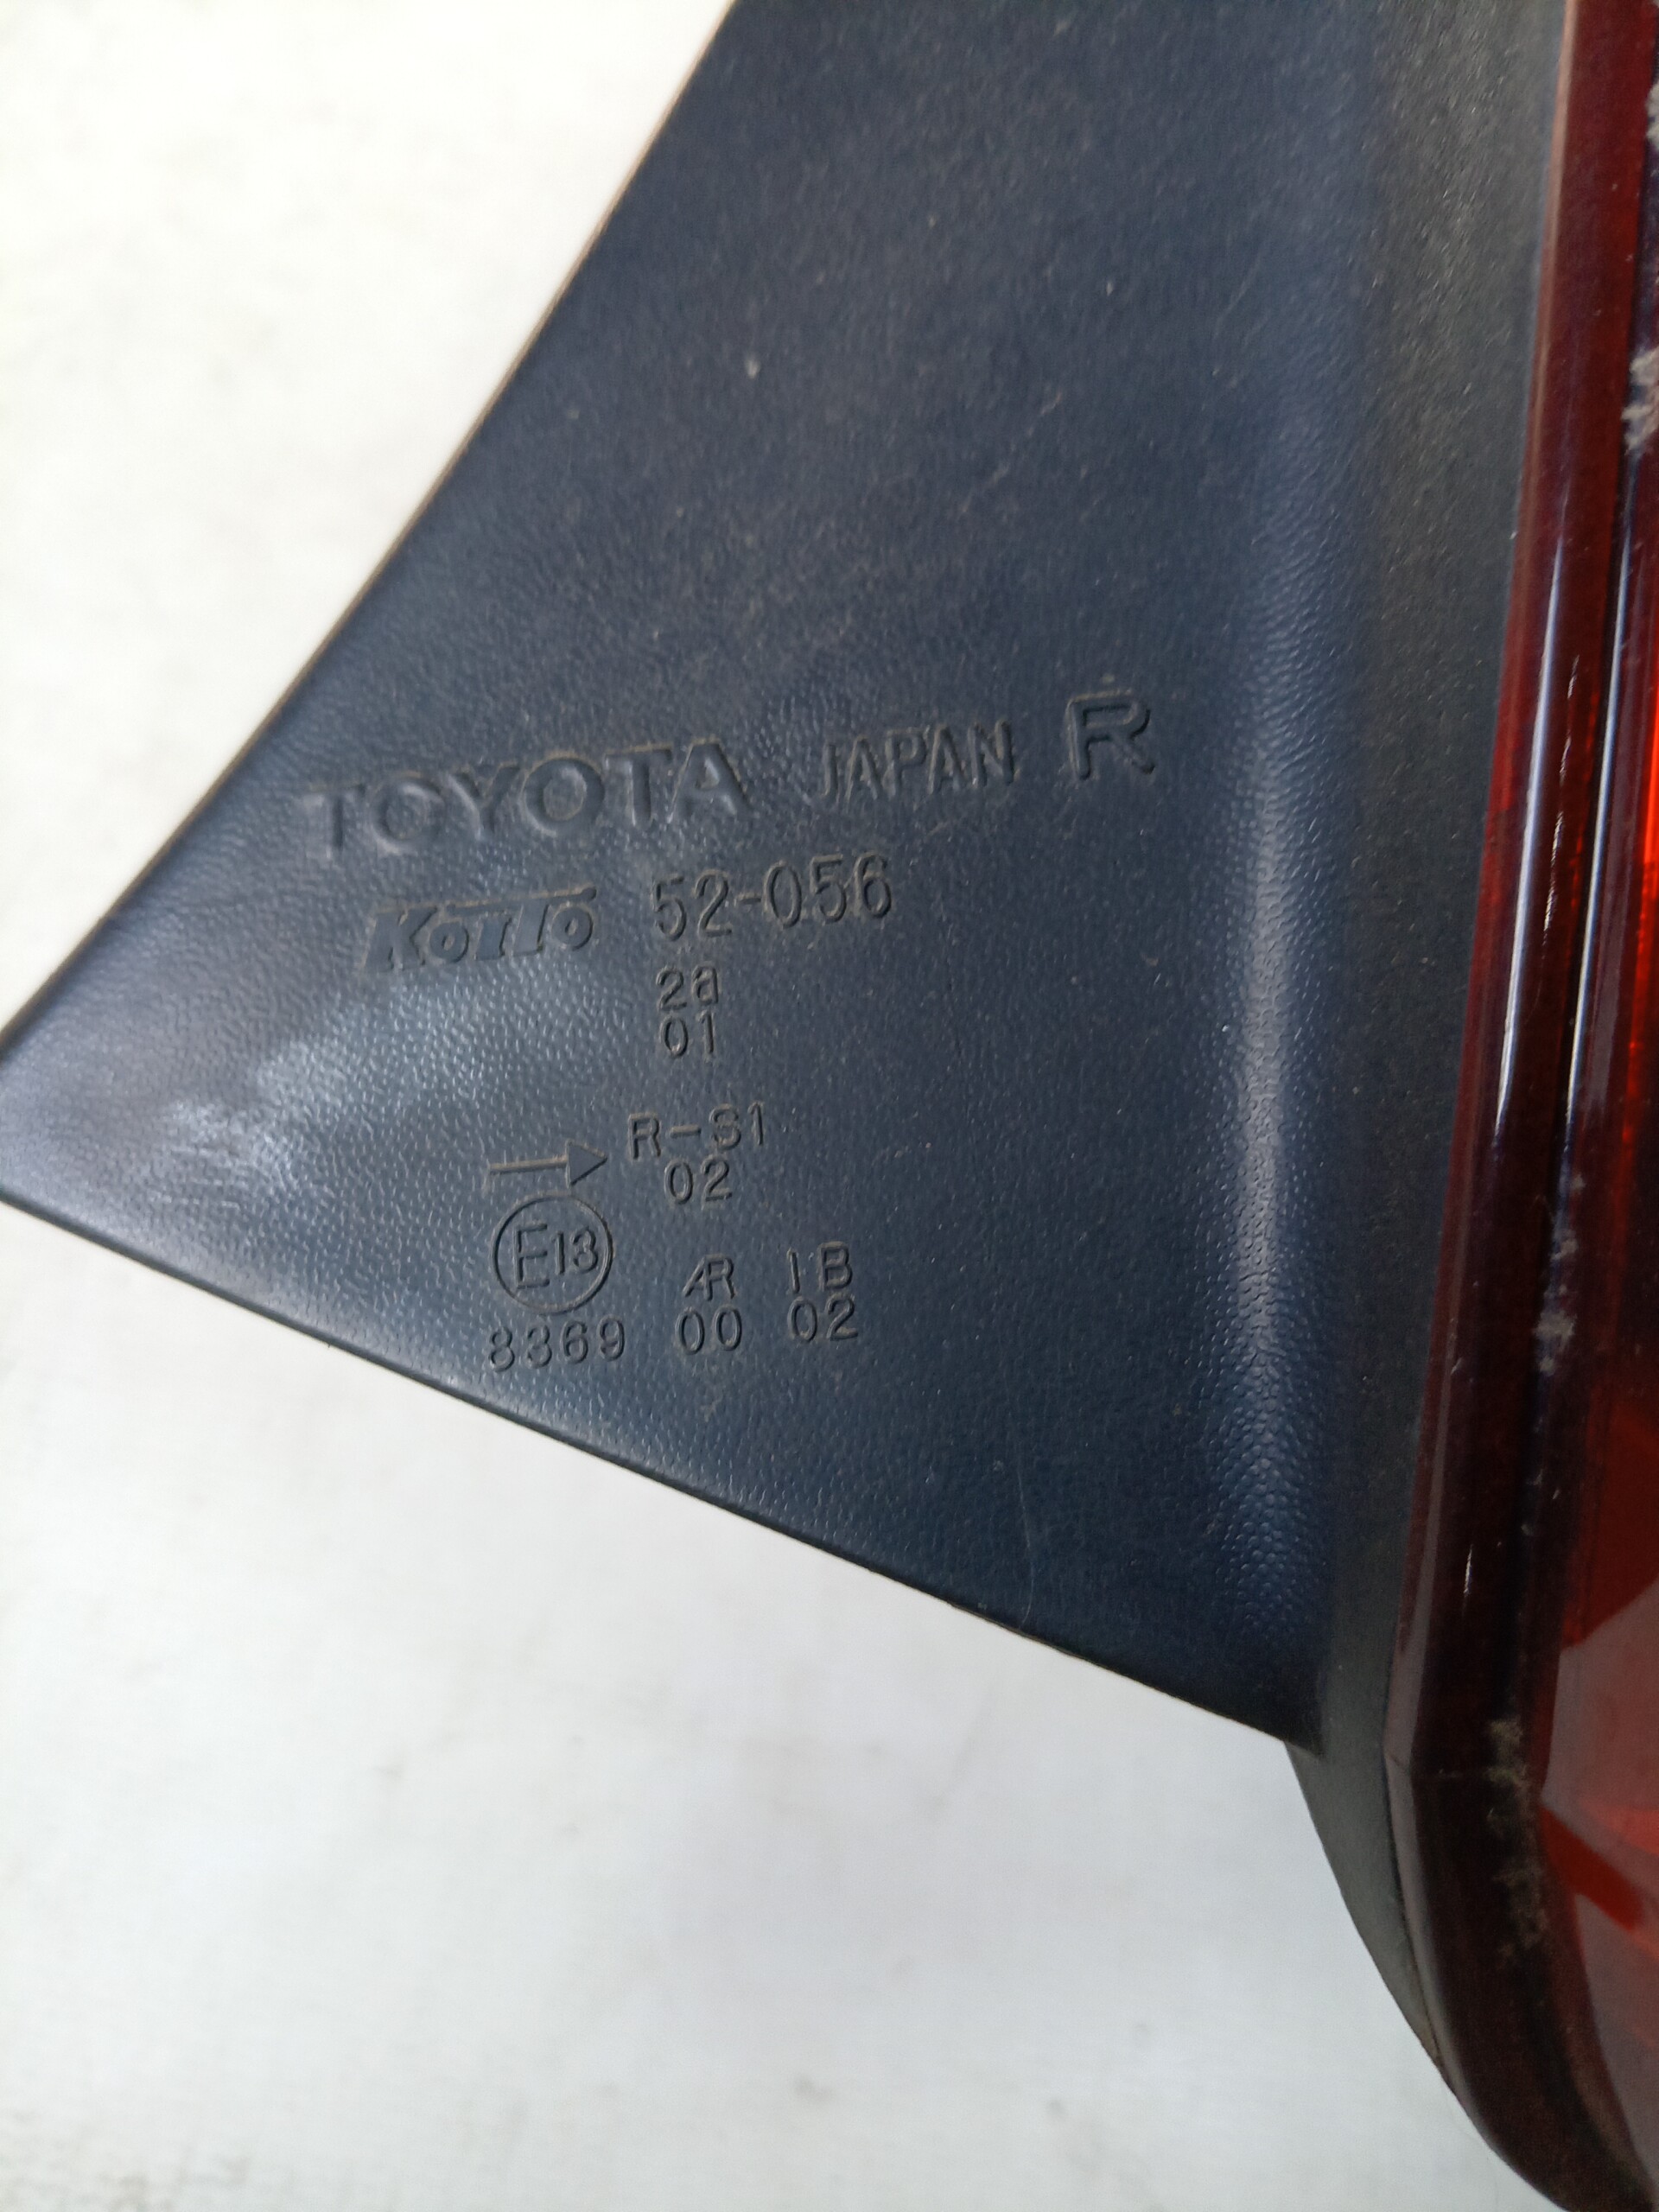 TOYOTA JAPAN R
KOITO 52-056
2a
01
→ R-S1
02
E13 AR IB
8369 00 02